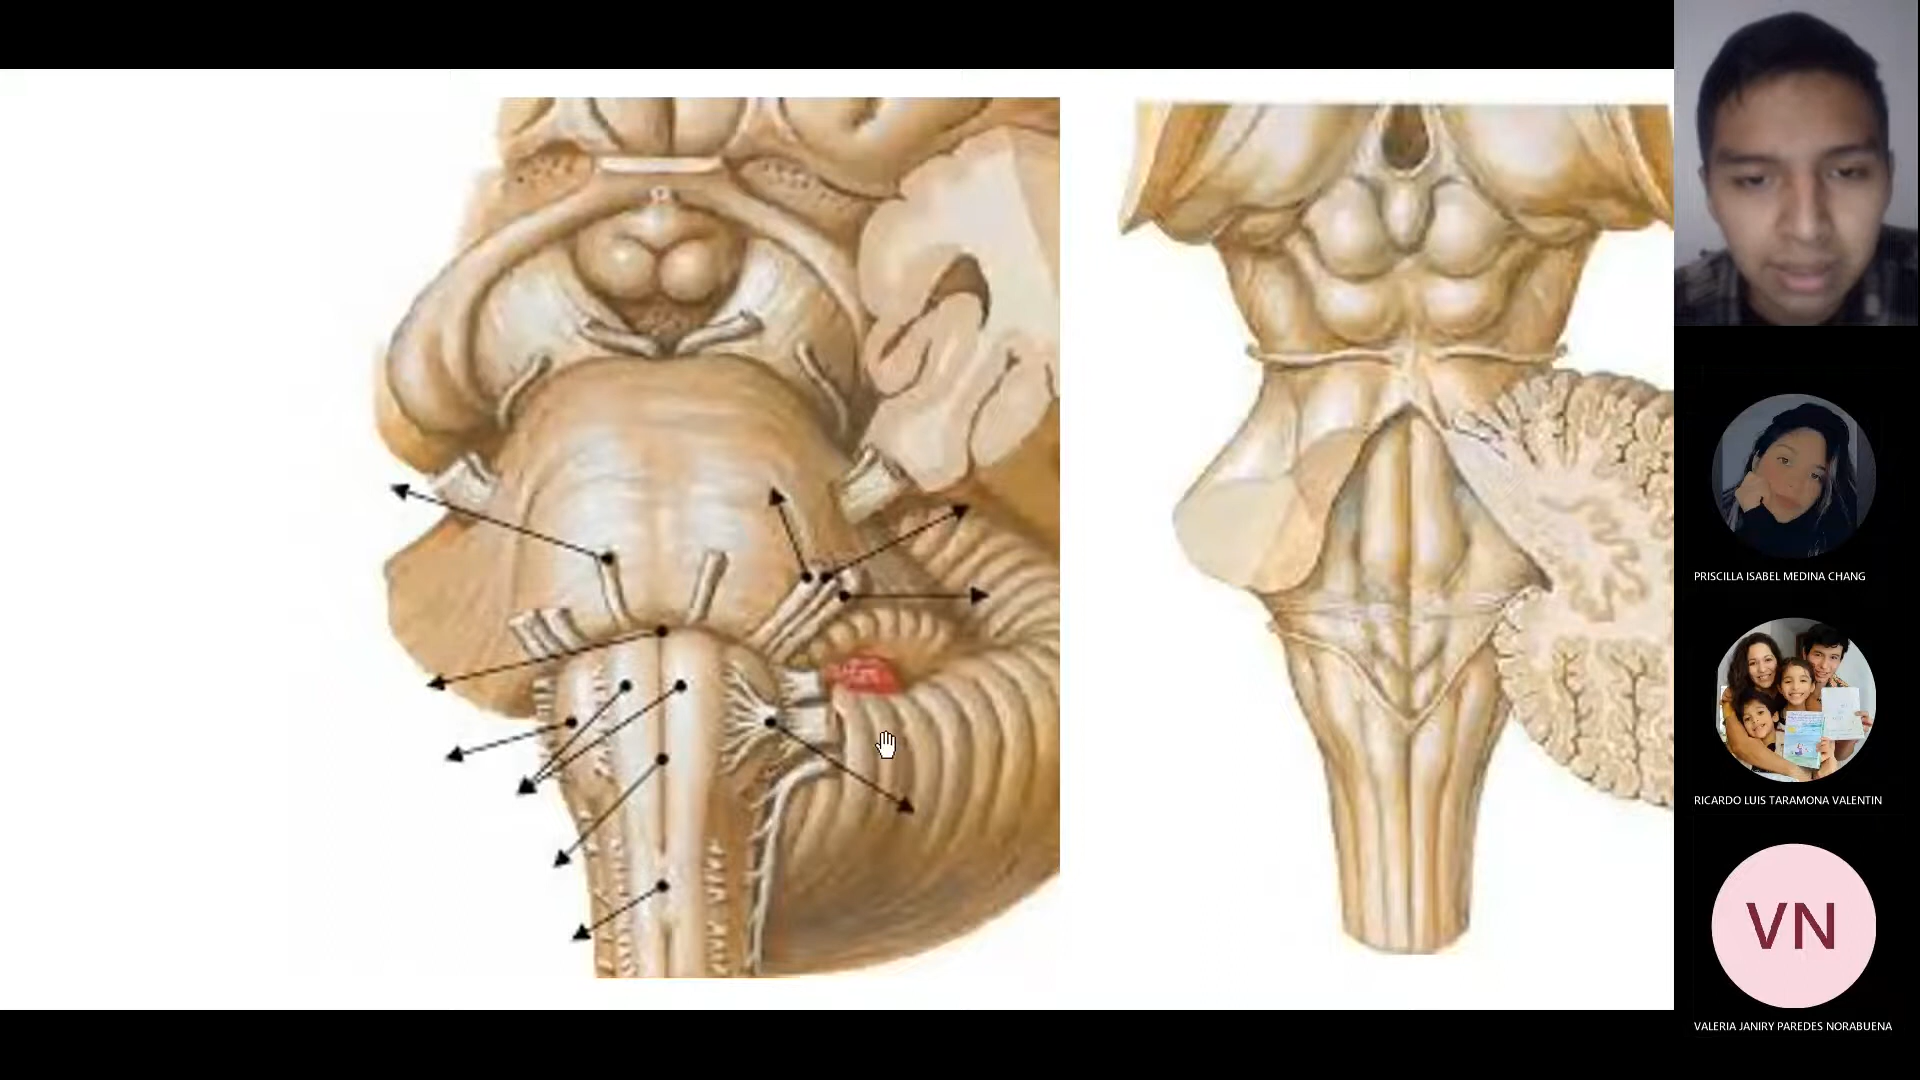 PRISCILLA ISABEL MEDINA CHANG
RICARDO LUIS TARAMONA VALENTIN
VN
VALERIA JANIRY PAREDES NORABUENA